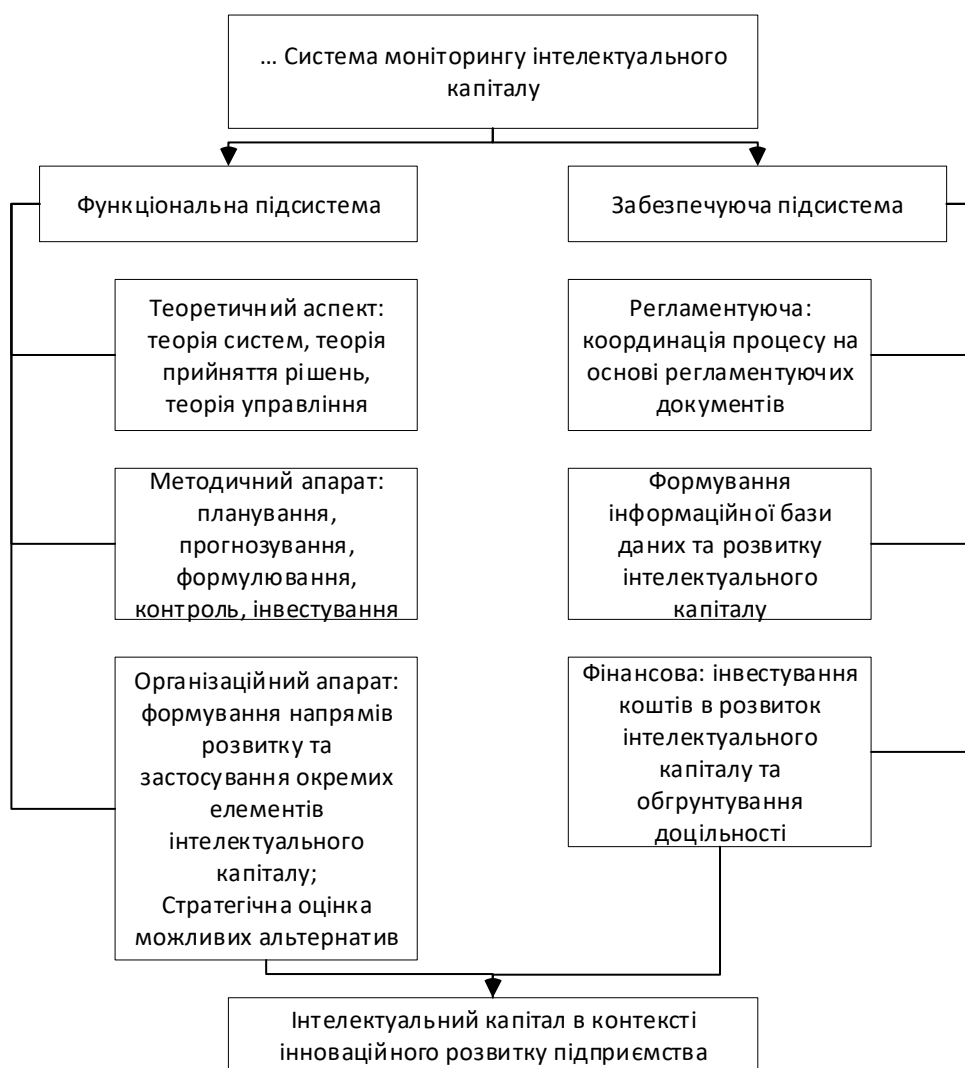 … Система моніторингу інтелектуального
капіталу
Функціональна підсистема
Забезпечуюча підсистема
Теоретичний аспект:
теорія систем, теорія
прийняття рішень,
теорія управління
Регламентуюча:
координація процесу на
основі регламентуючих
документів
Методичний апарат:
планування,
прогнозування,
формулювання,
контроль, інвестування
Формування
інформаційної бази
даних та розвитку
інтелектуального
капіталу
Організаційний апарат:
формування напрямів
розвитку та
застосування окремих
елементів
інтелектуального
капіталу;
Стратегічна оцінка
можливих альтернатив
Фінансова: інвестування
коштів в розвиток
інтелектуального
капіталу та
обгрунтування
доцільності
Інтелектуальний капітал в контексті
інноваційного розвитку підприємства